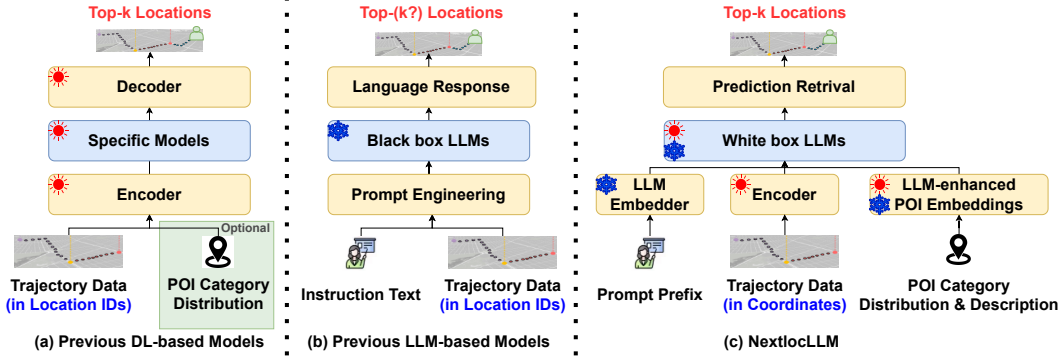 Top-k Locations
Decoder
Specific Models
Encoder
Optional
Trajectory Data
(in Location IDs)
POI Category
Distribution
(a) Previous DL-based Models
Top-(k?) Locations
Language Response
Black box LLMs
Prompt Engineering
Instruction Text
Trajectory Data
(in Location IDs)
(b) Previous LLM-based Models
Top-k Locations
Prediction Retrival
White box LLMs
LLM
Embedder
Encoder
LLM-enhanced
POI Embeddings
Prompt Prefix
Trajectory Data
(in Coordinates)
POI Category
Distribution & Description
(c) NextlocLLM